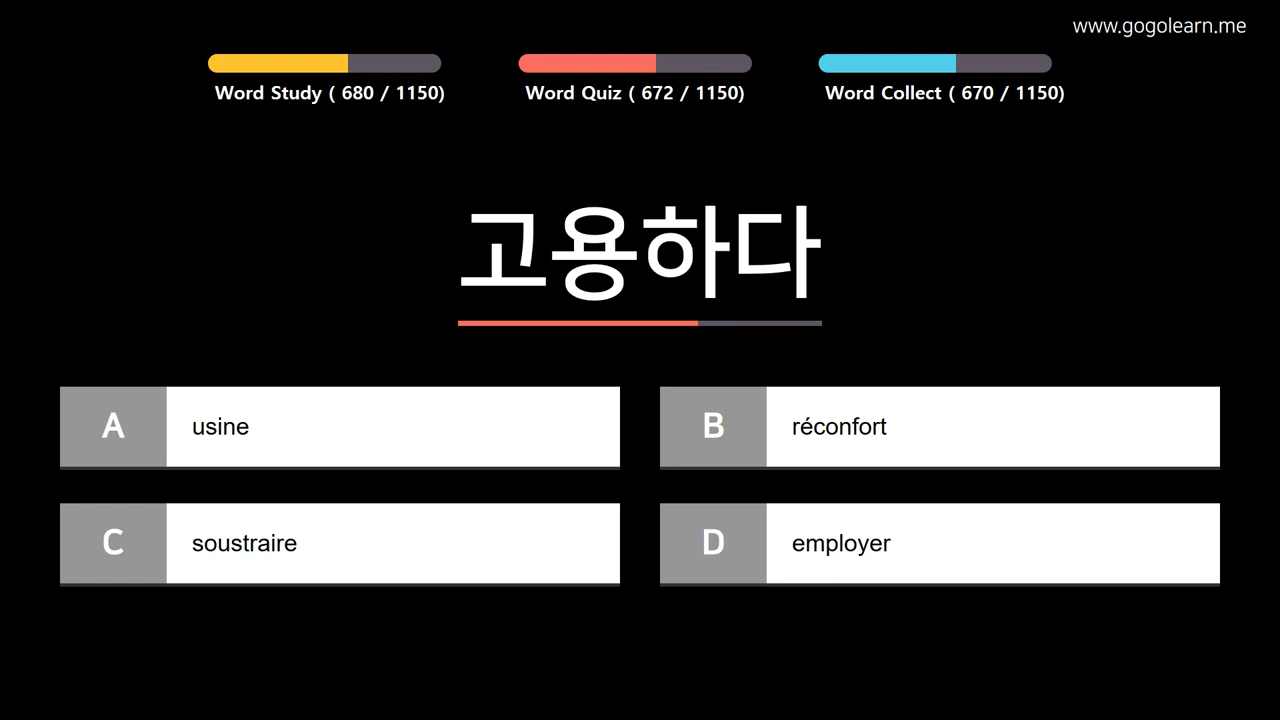 www.gogolearn.me
Word Study ( 680 / 1150)
Word Quiz ( 672 / 1150)
Word Collect ( 670 / 1150)
고용하다
A usine
B réconfort
C soustraire
D employer